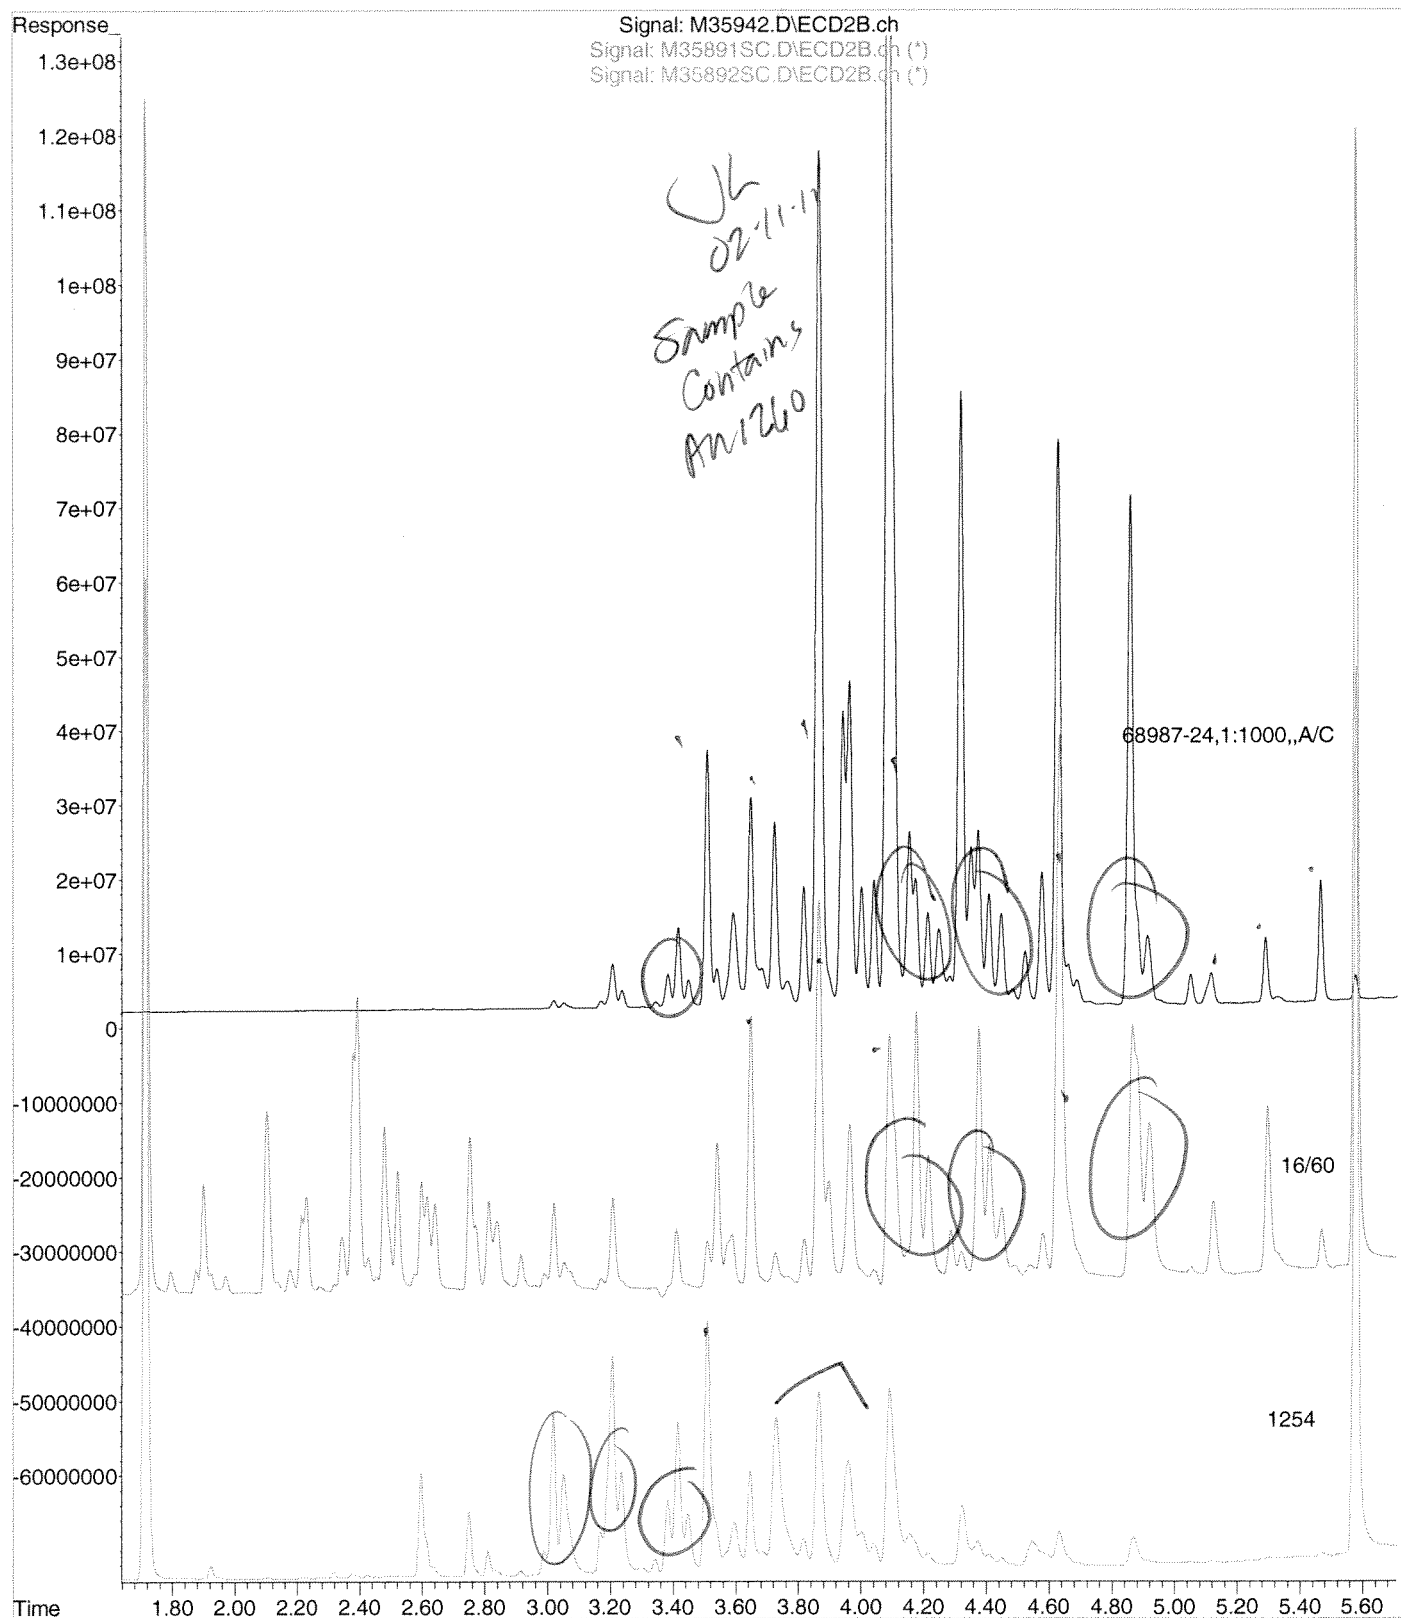 Response
Signal: M35942.D\ECD2B.ch
Signal: M35891SC.D\ECD2B.ch (*)
Signal: M35892SC.D\ECD2B.ch (*)
1.3e+08
1.2e+08
1.1e+08
1e+08
9e+07
8e+07
7e+07
6e+07
5e+07
4e+07
3e+07
2e+07
1e+07
0
-10000000
-20000000
-30000000
-40000000
-50000000
-60000000
02-11-11
Sample
Contains
68987-24,1:1000,,A/C
16/60
1254
Time 1.80 2.00 2.20 2.40 2.60 2.80 3.00 3.20 3.40 3.60 3.80 4.00 4.20 4.40 4.60 4.80 5.00 5.20 5.40 5.60